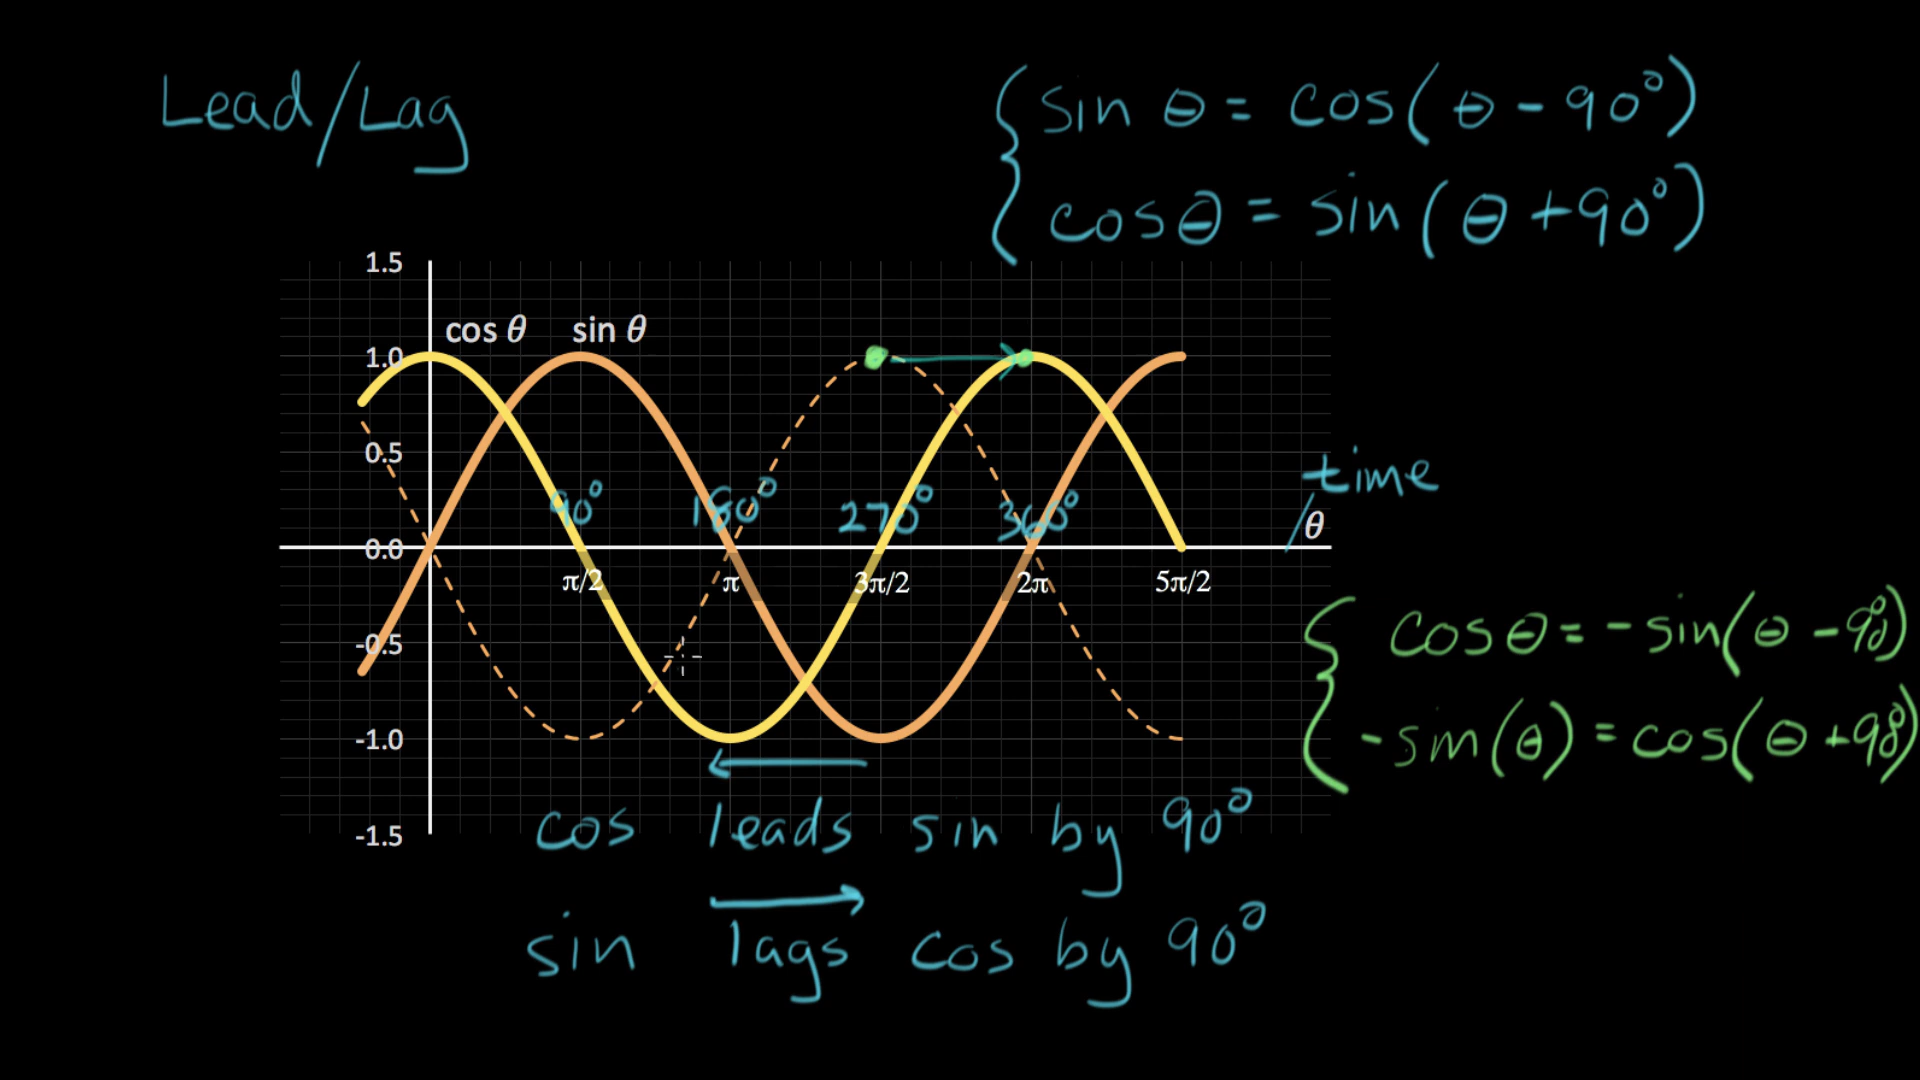 Lead/Lag
sin θ = cos(θ - 90°)
cosθ = sin(θ + 90°)
1.5
cos θ sin θ
1.0
0.5
time
90° 180° 270° 360°
/θ
0.0
π/2 π 3π/2 2π 5π/2
cosθ = -sin(θ - 90°)
-0.5
-sin(θ) = cos(θ + 90°)
-1.0
-1.5
cos leads sin by 90°
sin lags cos by 90°